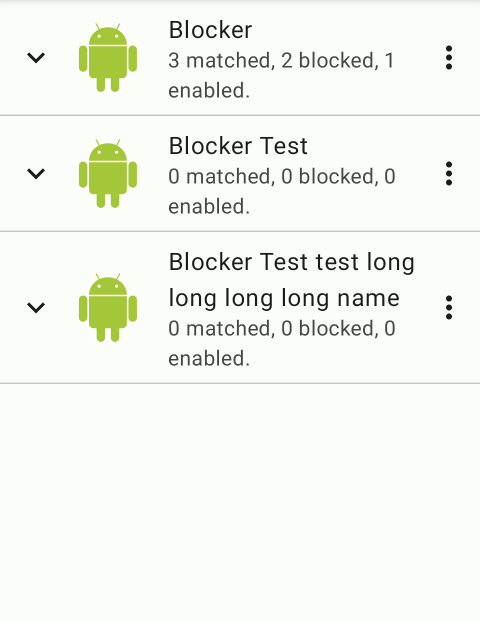 Blocker
3 matched, 2 blocked, 1
enabled.
Blocker Test
0 matched, 0 blocked, 0
enabled.
Blocker Test test long
long long long name
0 matched, 0 blocked, 0
enabled.